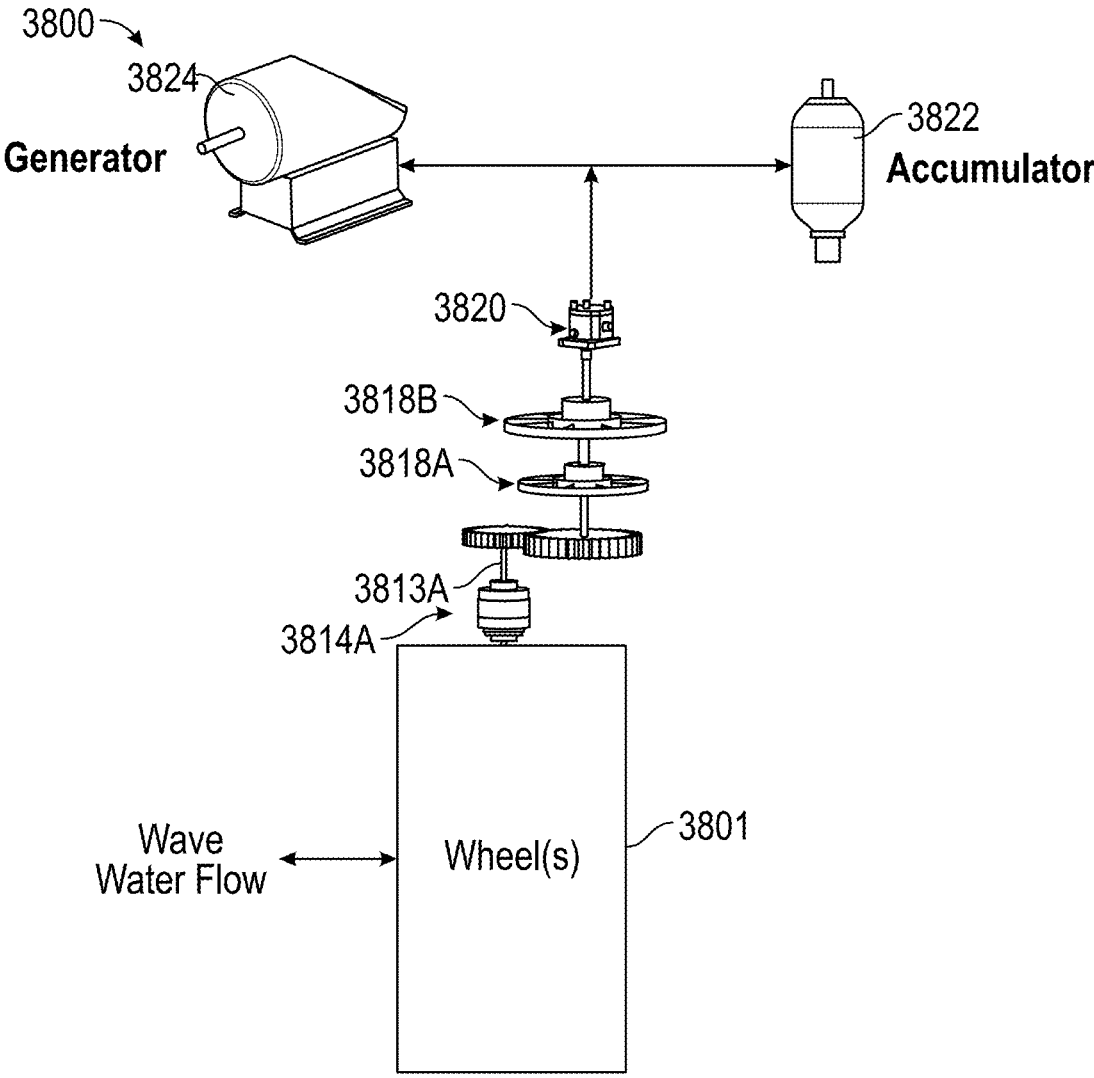 3800
3824
Generator
3822
Accumulator
3820
3818B
3818A
3813A
3814A
3801
Wave
Water Flow
Wheel(s)